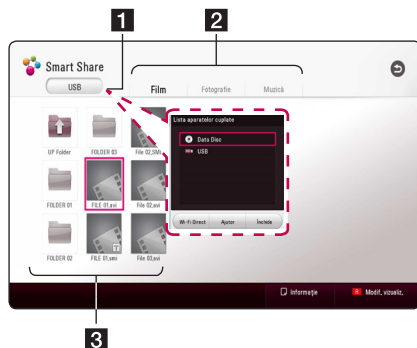 1
2
Smart Share
USB
Film
Fotografie
Muzică
Lista aparatelor cuplate
Data Disc
USB
Wi-Fi Direct
Ajutor
Închide
UP Folder
FOLDER 03
File 02,SMI
FOLDER 01
FILE 01,avi
File 02,avi
FOLDER 02
FILE 01,smi
File 03,avi
T
Informaţie
R
Modif, vizualiz,
3